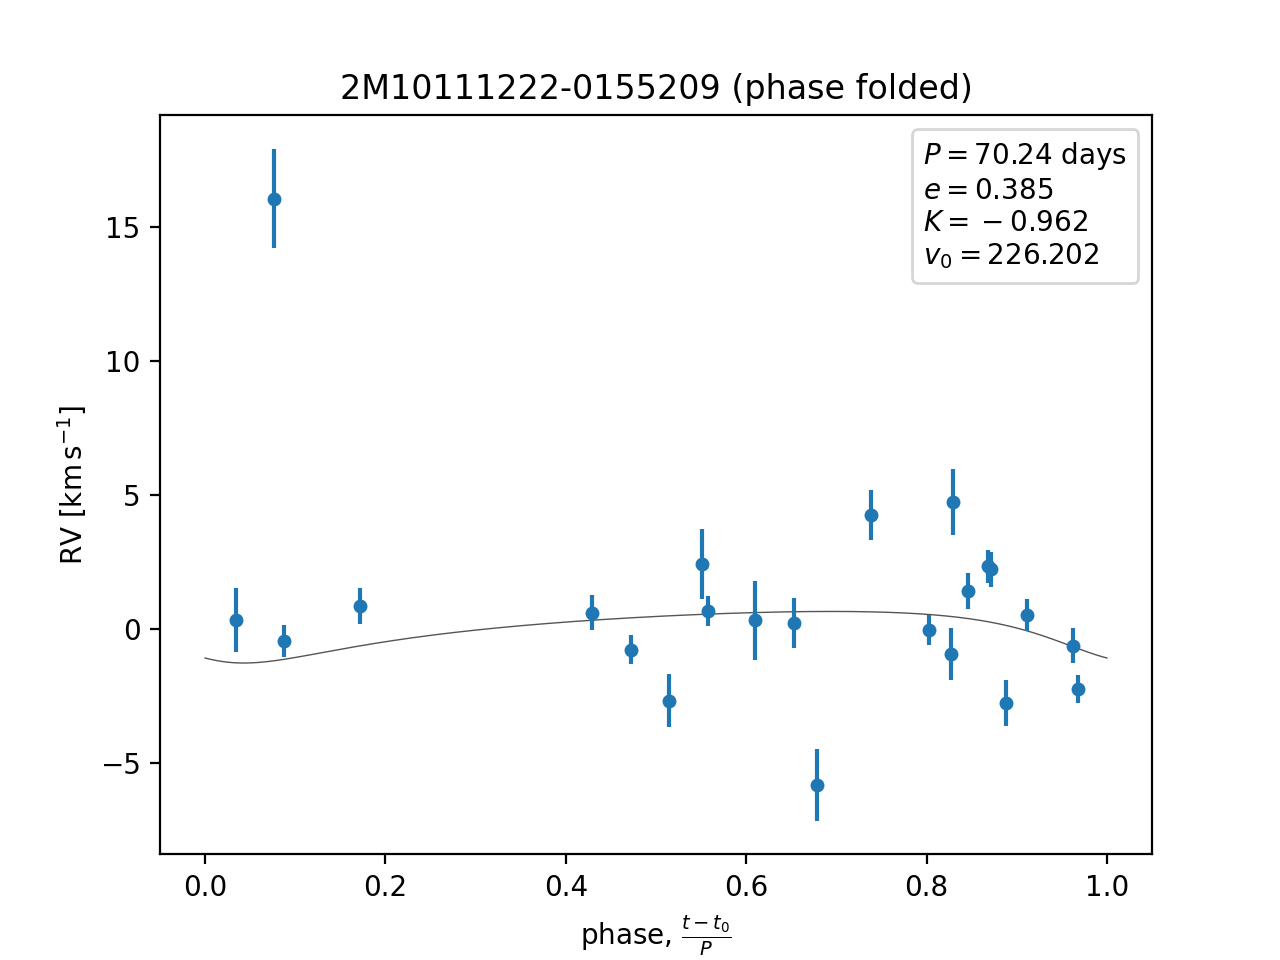 2M10111222-0155209 (phase folded)
P = 70.24 days
e = 0.385
K = −0.962
v₀ = 226.202
15
10
5
0
−5
RV [km s⁻¹]
0.0 0.2 0.4 0.6 0.8 1.0
phase, (t − t₀)/P